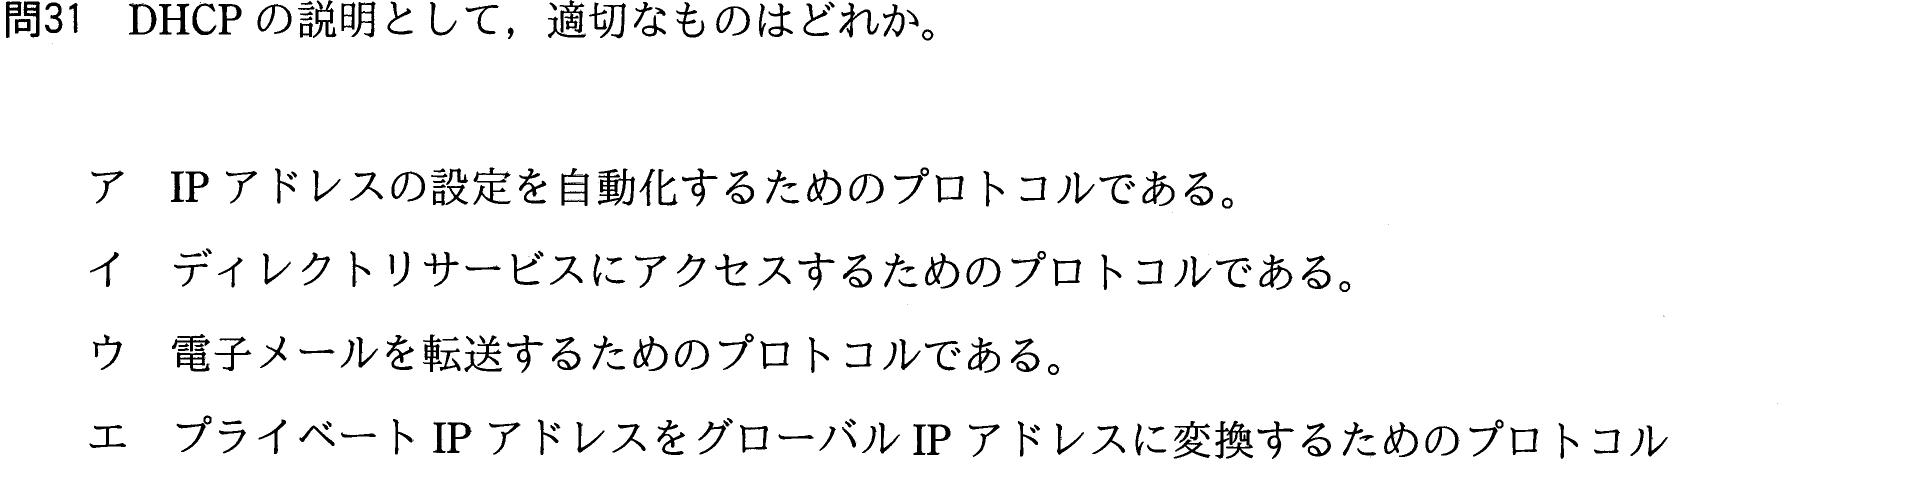 問31 DHCP の説明として，適切なものはどれか。
ア IP アドレスの設定を自動化するためのプロトコルである。
イ ディレクトリサービスにアクセスするためのプロトコルである。
ウ 電子メールを転送するためのプロトコルである。
エ プライベート IP アドレスをグローバル IP アドレスに変換するためのプロトコル